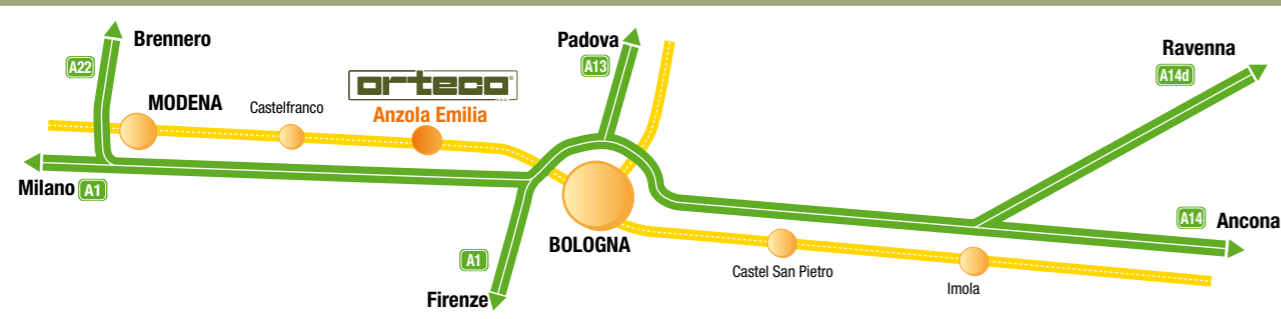 Brennero
A22
MODENA
Castelfranco
orteco
Anzola Emilia
Padova
A13
Ravenna
A14d
Milano A1
A14 Ancona
BOLOGNA
A1
Castel San Pietro
Imola
Firenze